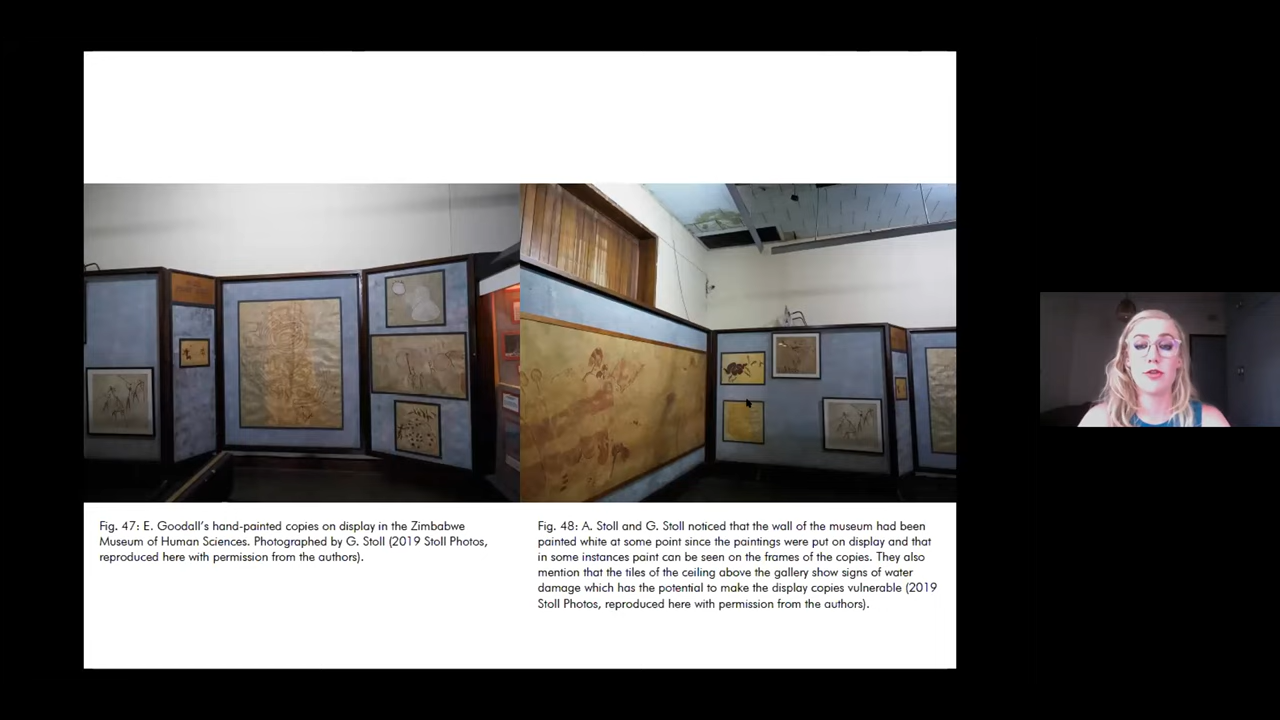 Fig. 47: E. Goodall's hand-painted copies on display in the Zimbabwe
Museum of Human Sciences. Photographed by G. Stoll (2019 Stoll Photos,
reproduced here with permission from the authors).
Fig. 48: A. Stoll and G. Stoll noticed that the wall of the museum had been
painted white at some point since the paintings were put on display and that
in some instances paint can be seen on the frames of the copies. They also
mention that the tiles of the ceiling above the gallery show signs of water
damage which has the potential to make the display copies vulnerable (2019
Stoll Photos, reproduced here with permission from the authors).